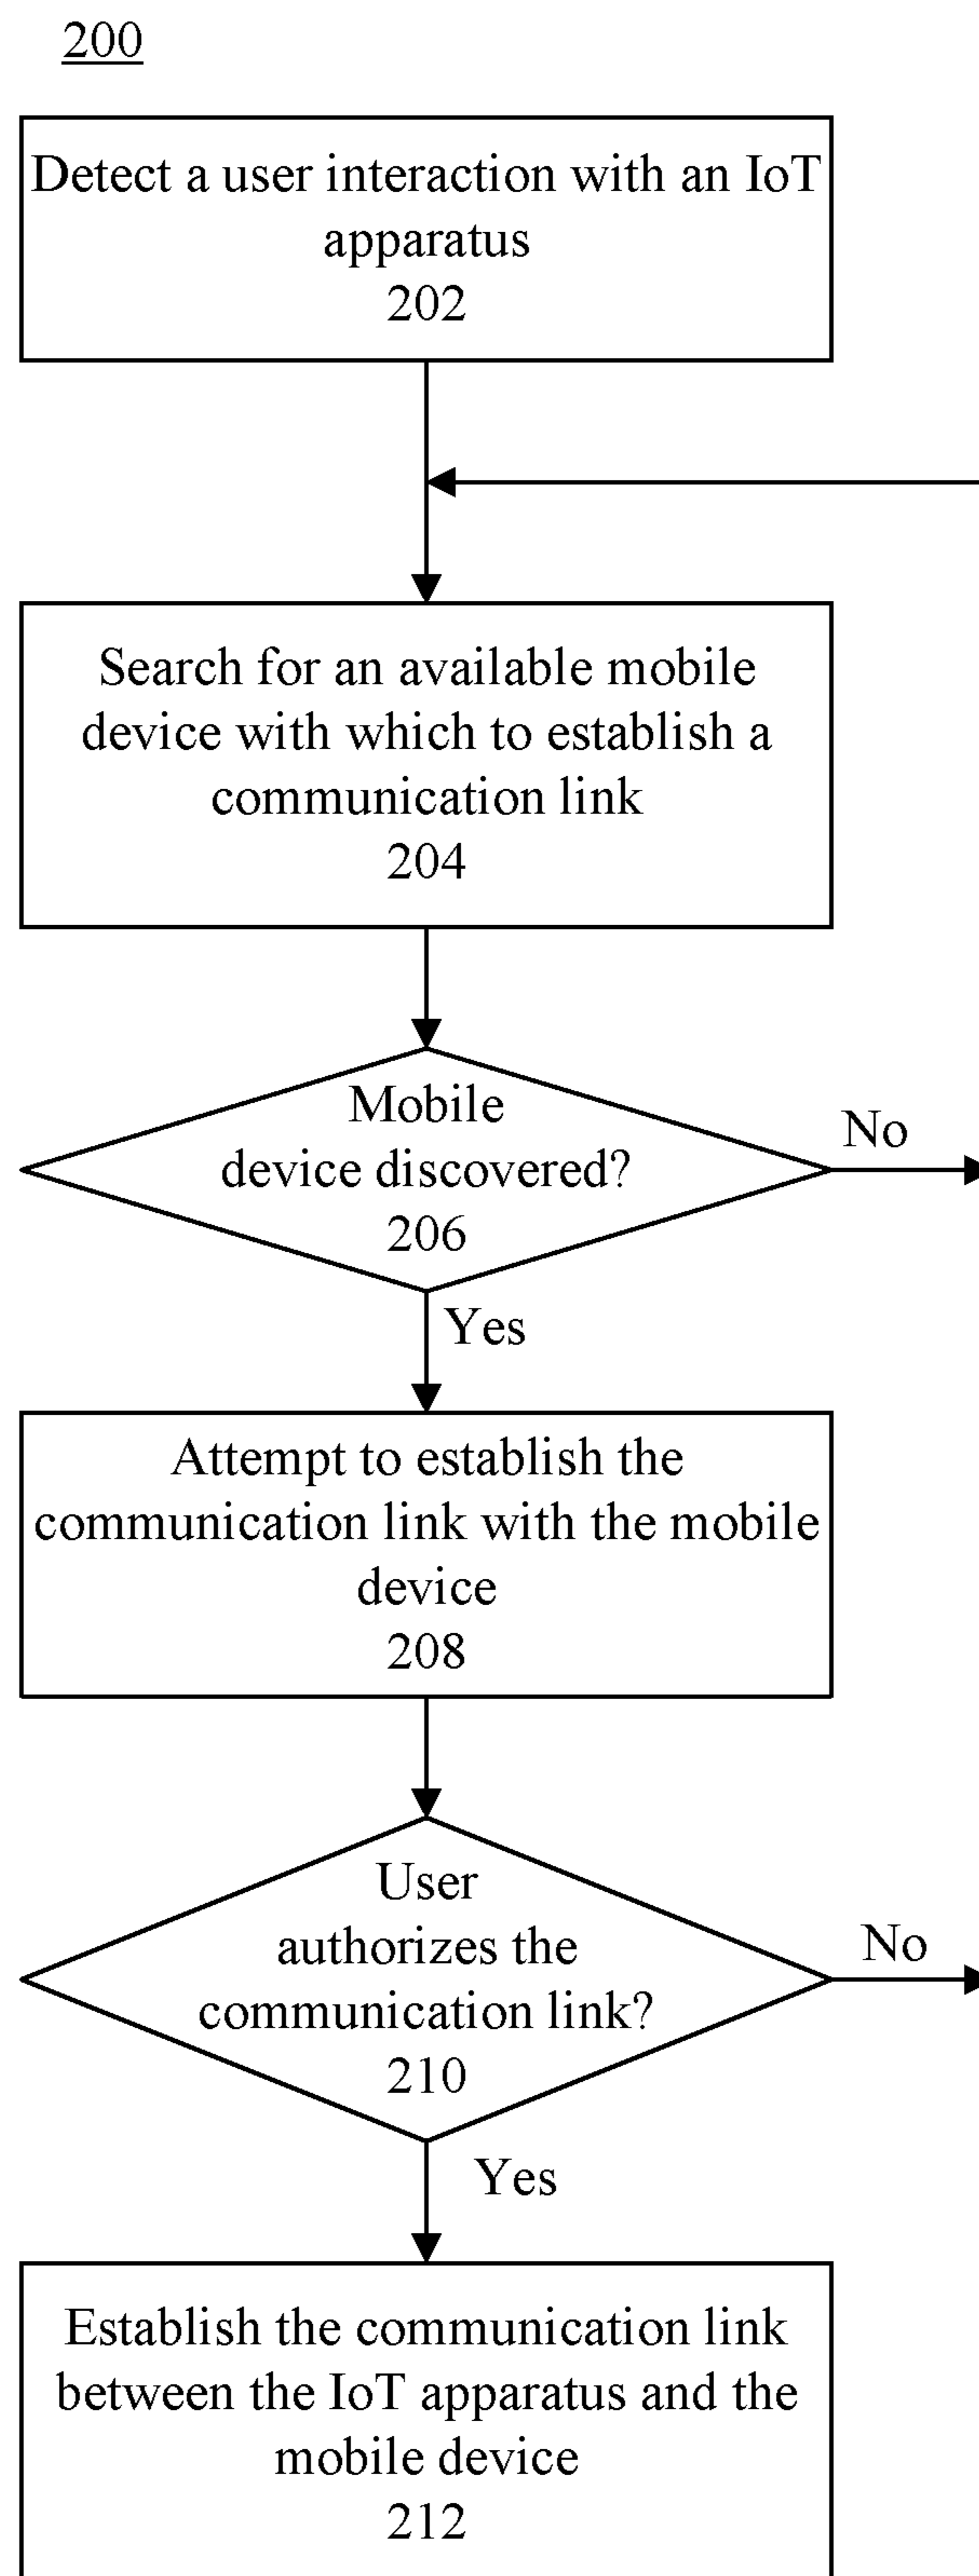 200
Detect a user interaction with an IoT
apparatus
202
Search for an available mobile
device with which to establish a
communication link
204
Mobile
device discovered?
206
No
Yes
Attempt to establish the
communication link with the mobile
device
208
User
authorizes the
communication link?
210
No
Yes
Establish the communication link
between the IoT apparatus and the
mobile device
212